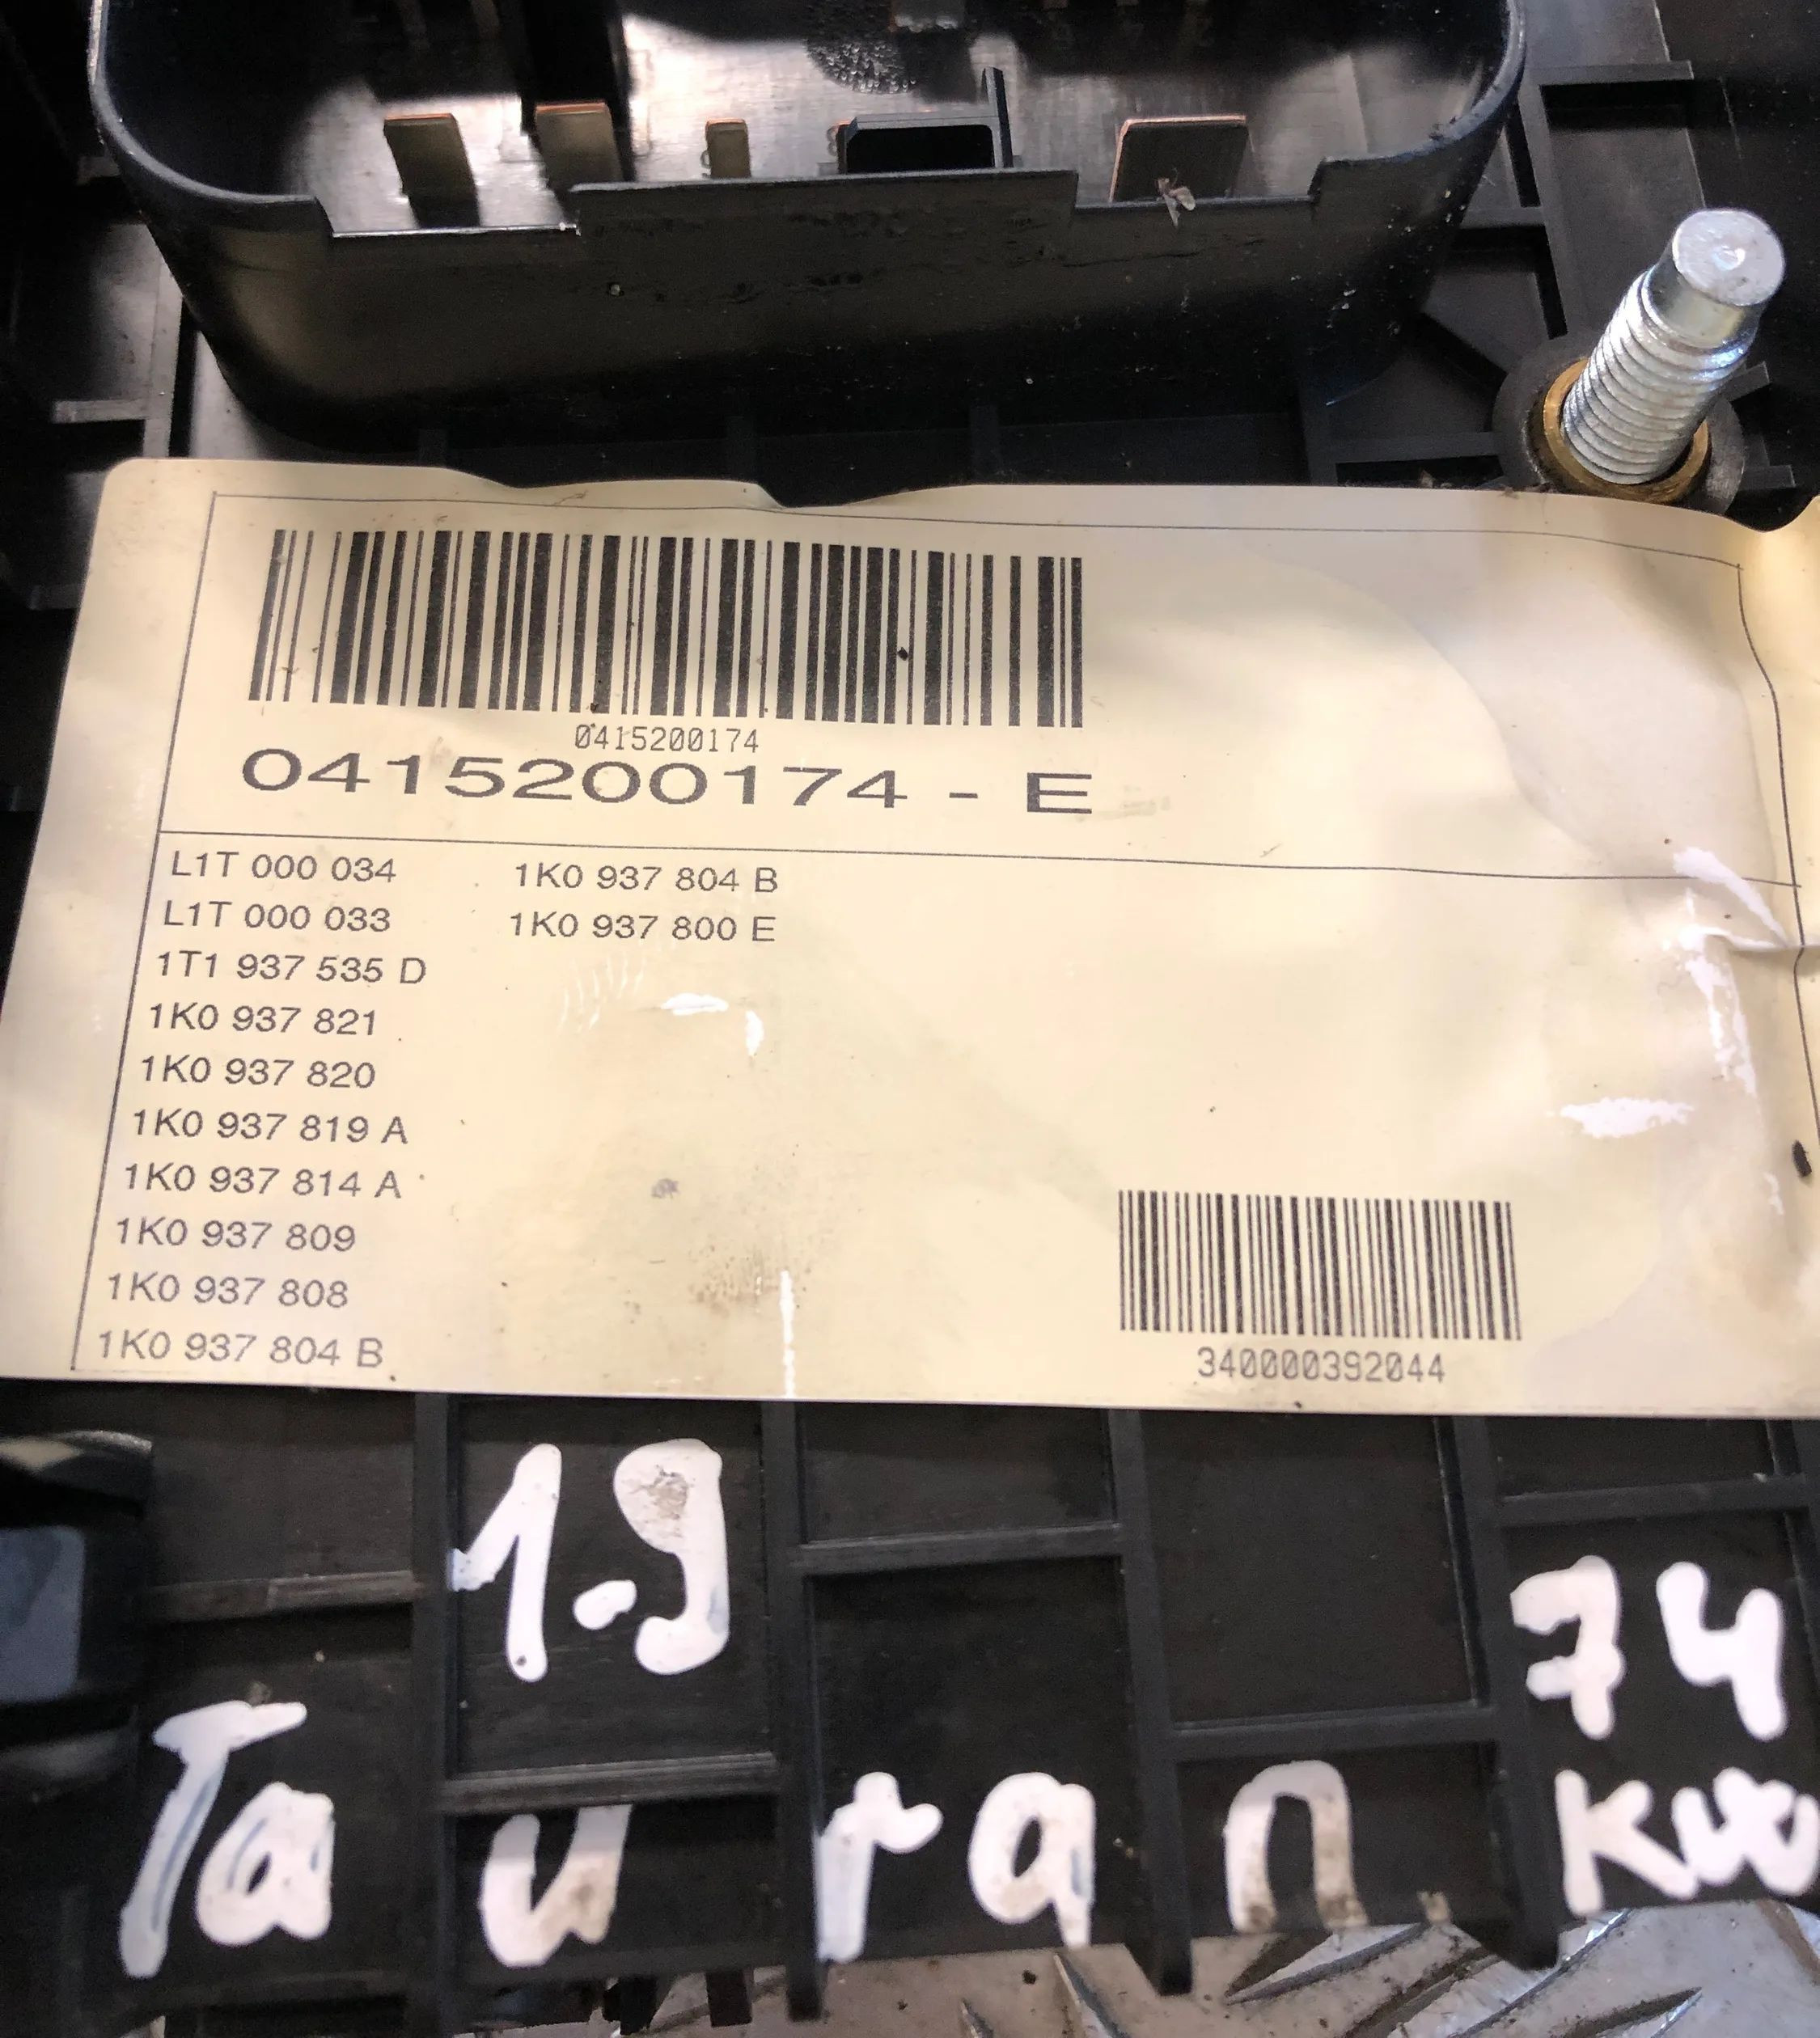 0415200174
0415200174 - E
L1T 000 034
L1T 000 033
1T1 937 535 D
1K0 937 821
1K0 937 820
1K0 937 819 A
1K0 937 814 A
1K0 937 809
1K0 937 808
1K0 937 804 B
1K0 937 804 B
1K0 937 800 E
340000392044
1.9
74
Tauran
KW